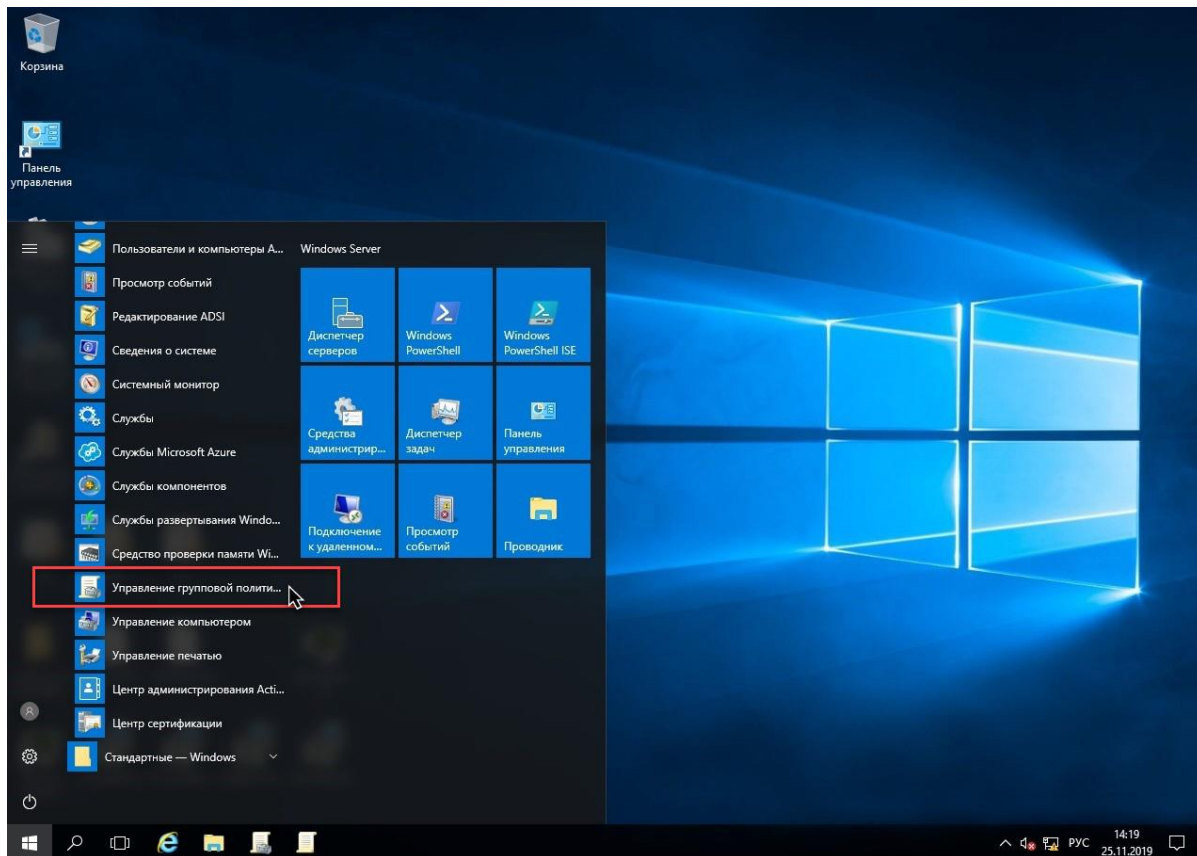 Корзина
Панель
управления
Пользователи и компьютеры A...
Просмотр событий
Редактирование ADSI
Сведения о системе
Системный монитор
Службы
Службы Microsoft Azure
Службы компонентов
Службы развертывания Windo...
Средство проверки памяти Wi...
Управление групповой полити...
Управление компьютером
Управление печатью
Центр администрирования Acti...
Центр сертификации
Стандартные — Windows
Windows Server
Диспетчер
серверов
Windows
PowerShell
Windows
PowerShell ISE
Средства
администрир...
Диспетчер
задач
Панель
управления
Подключение
к удаленном...
Просмотр
событий
Проводник
РУС
14:19
25.11.2019